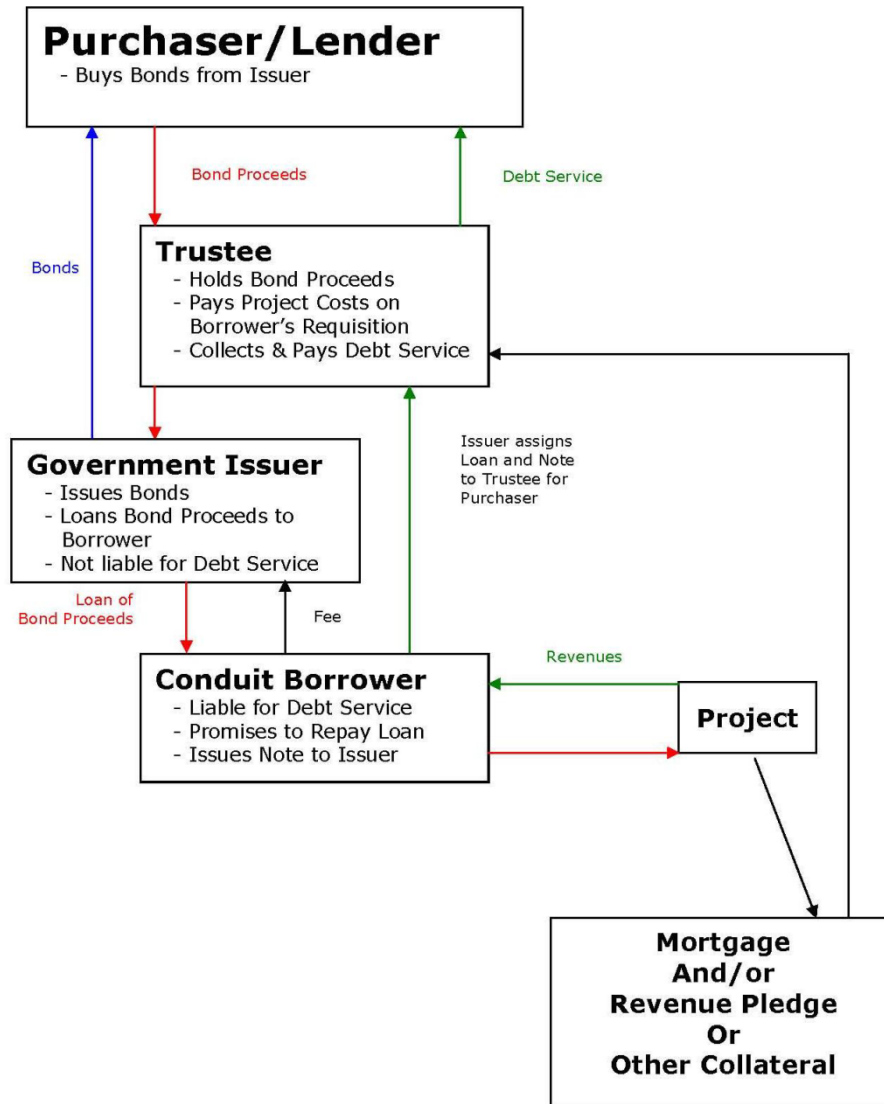 Purchaser/Lender
- Buys Bonds from Issuer
Bond Proceeds
Debt Service
Bonds
Trustee
- Holds Bond Proceeds
- Pays Project Costs on
Borrower’s Requisition
- Collects & Pays Debt Service
Issuer assigns
Loan and Note
to Trustee for
Purchaser
Government Issuer
- Issues Bonds
- Loans Bond Proceeds to
Borrower
- Not liable for Debt Service
Loan of
Bond Proceeds
Fee
Conduit Borrower
- Liable for Debt Service
- Promises to Repay Loan
- Issues Note to Issuer
Revenues
Project
Mortgage
And/or
Revenue Pledge
Or
Other Collateral